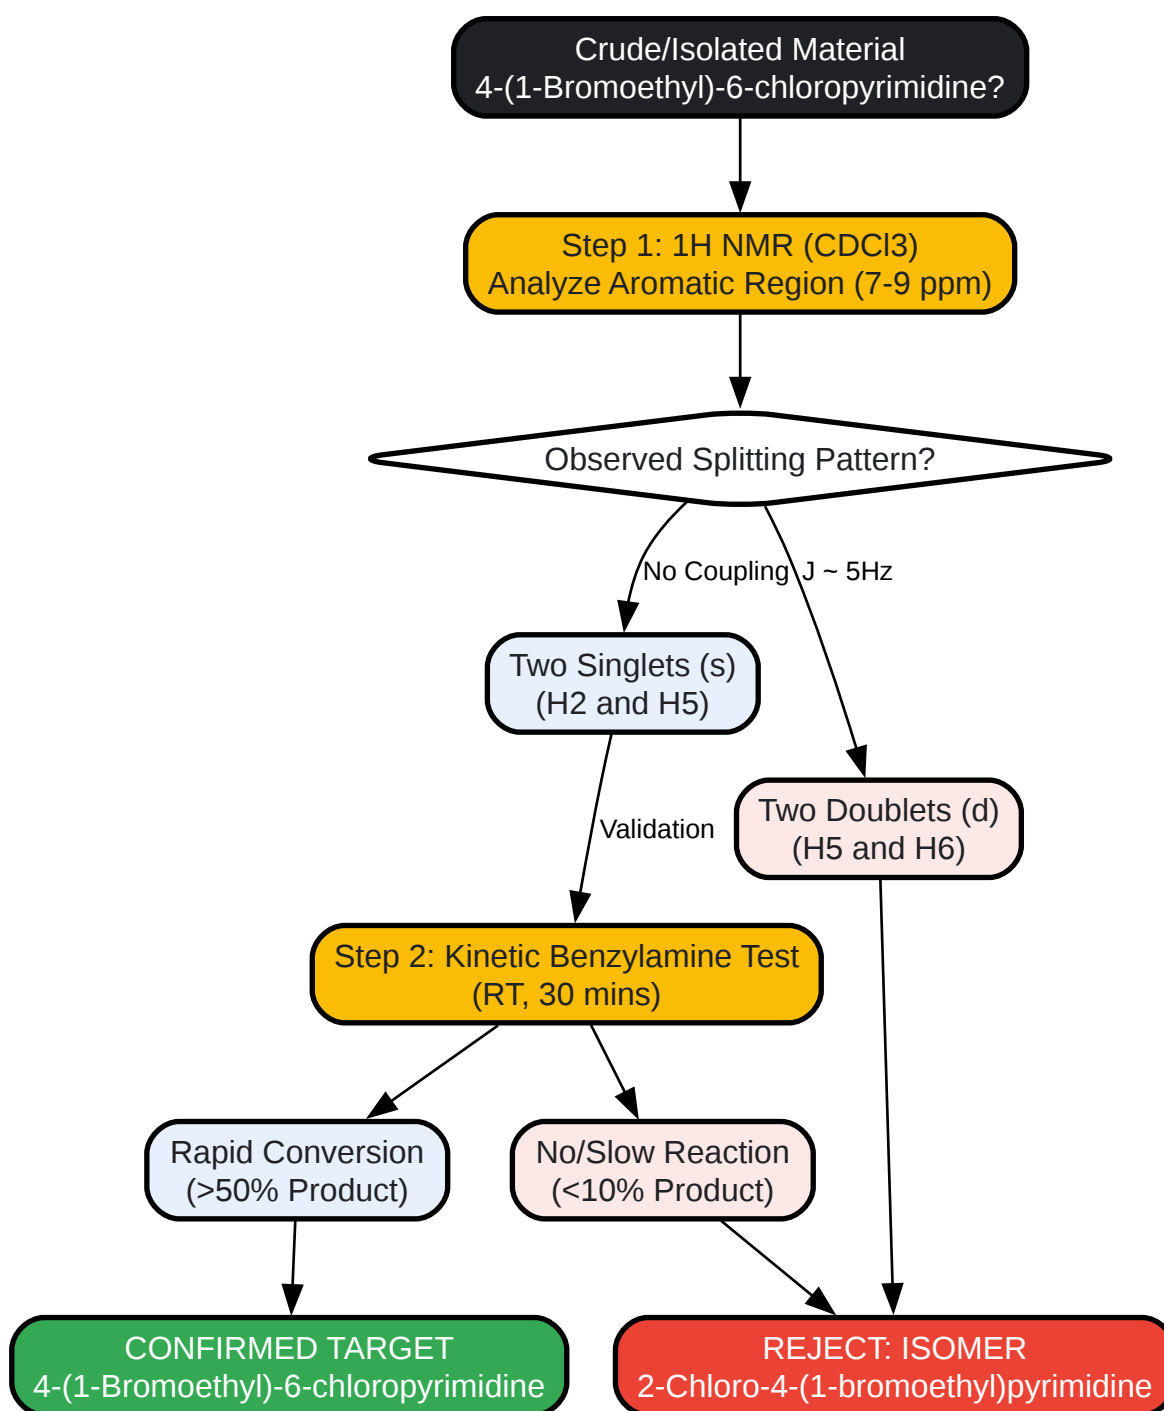 Crude/Isolated Material
4-(1-Bromoethyl)-6-chloropyrimidine?
Step 1: 1H NMR (CDCl3)
Analyze Aromatic Region (7-9 ppm)
Observed Splitting Pattern?
No Coupling
J ~ 5Hz
Two Singlets (s)
(H2 and H5)
Two Doublets (d)
(H5 and H6)
Validation
Step 2: Kinetic Benzylamine Test
(RT, 30 mins)
Rapid Conversion
(>50% Product)
No/Slow Reaction
(<10% Product)
CONFIRMED TARGET
4-(1-Bromoethyl)-6-chloropyrimidine
REJECT: ISOMER
2-Chloro-4-(1-bromoethyl)pyrimidine